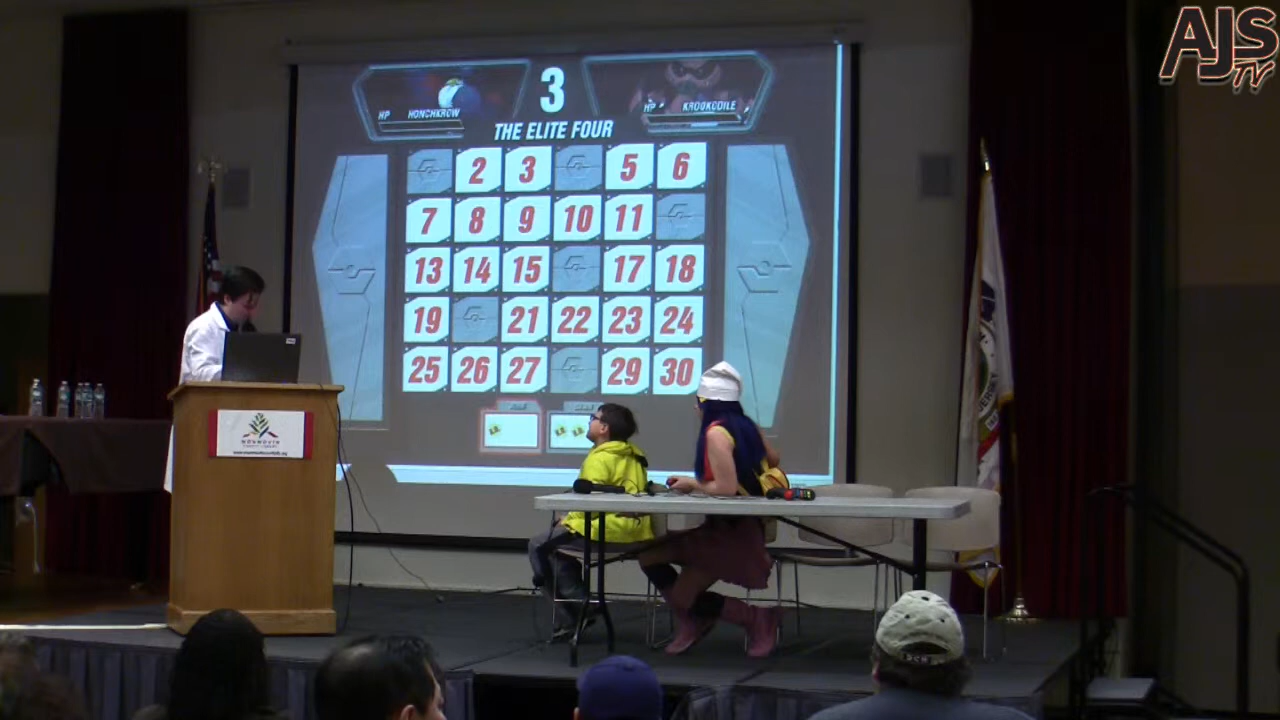 AJS
TV
3
HP HONCHKROW
HP KROOKODILE
THE ELITE FOUR
2 3 5 6
7 8 9 10 11
13 14 15 17 18
19 21 22 23 24
25 26 27 29 30
MONMOUTH